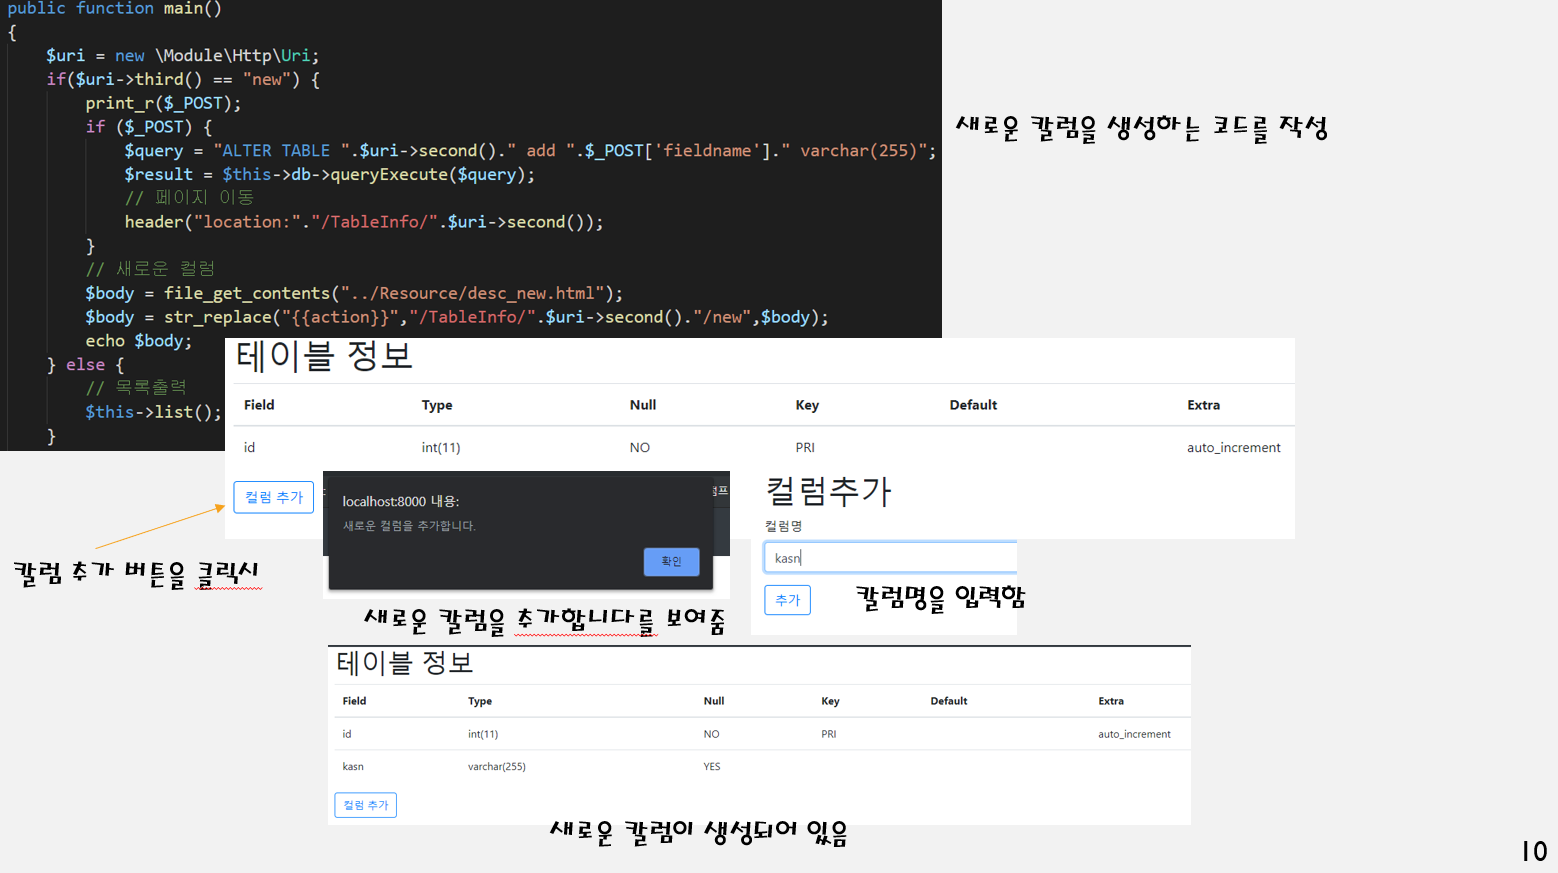 public function main()
{
$uri = new \Module\Http\Uri;
if($uri->third() == "new") {
print_r($_POST);
if ($_POST) {
$query = "ALTER TABLE ".$uri->second()." add ".$_POST['fieldname']." varchar(255)";
$result = $this->db->queryExecute($query);
// 페이지 이동
header("location:"."/TableInfo/".$uri->second());
}
// 새로운 컬럼
$body = file_get_contents("../Resource/desc_new.html");
$body = str_replace("{{action}}","/TableInfo/".$uri->second()."/new",$body);
echo $body;
} else {
// 목록출력
$this->list();
}
새로운 칼럼을 생성하는 코드를 작성
테이블 정보
Field Type Null Key Default Extra
id int(11) NO PRI auto_increment
컬럼 추가
칼럼 추가 버튼을 클릭시
localhost:8000 내용:
새로운 컬럼을 추가합니다.
확인
새로운 칼럼을 추가합니다를 보여줌
컬럼추가
컬럼명
kasn
추가
칼럼명을 입력함
테이블 정보
Field Type Null Key Default Extra
id int(11) NO PRI auto_increment
kasn varchar(255) YES
컬럼 추가
새로운 칼럼이 생성되어 있음
10